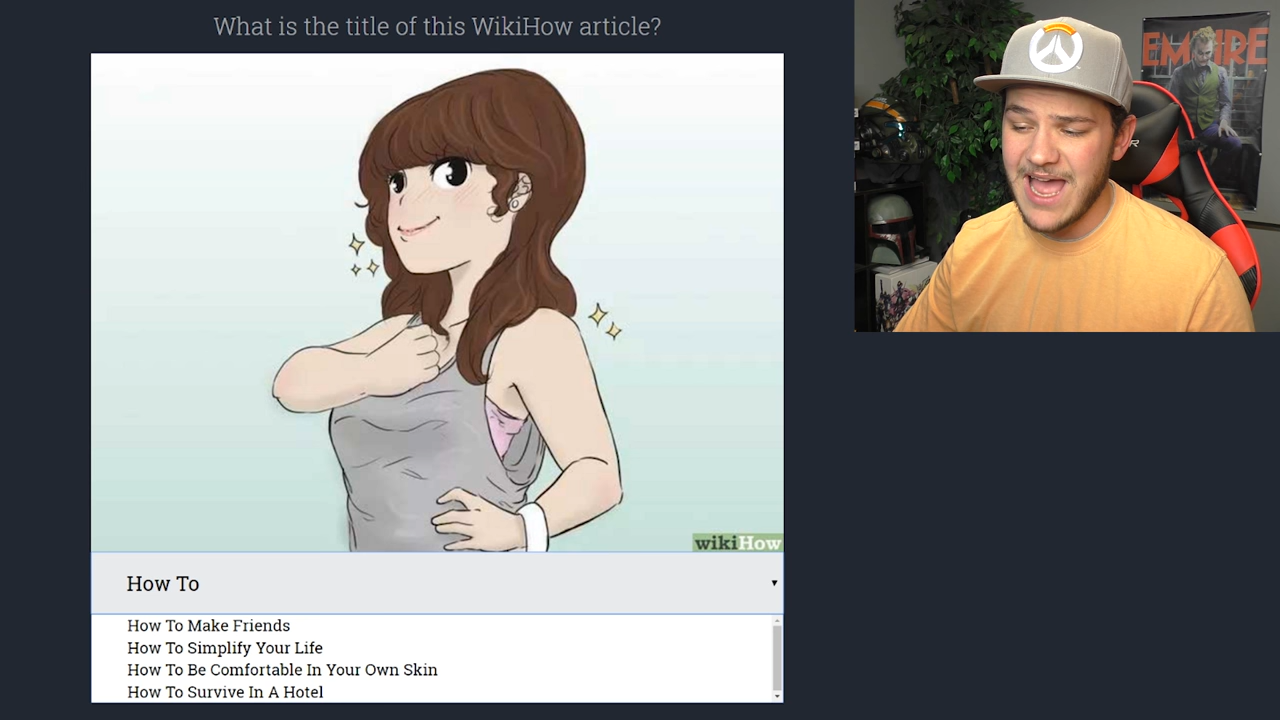 What is the title of this WikiHow article?
EMPIRE
R
wikiHow
How To
How To Make Friends
How To Simplify Your Life
How To Be Comfortable In Your Own Skin
How To Survive In A Hotel